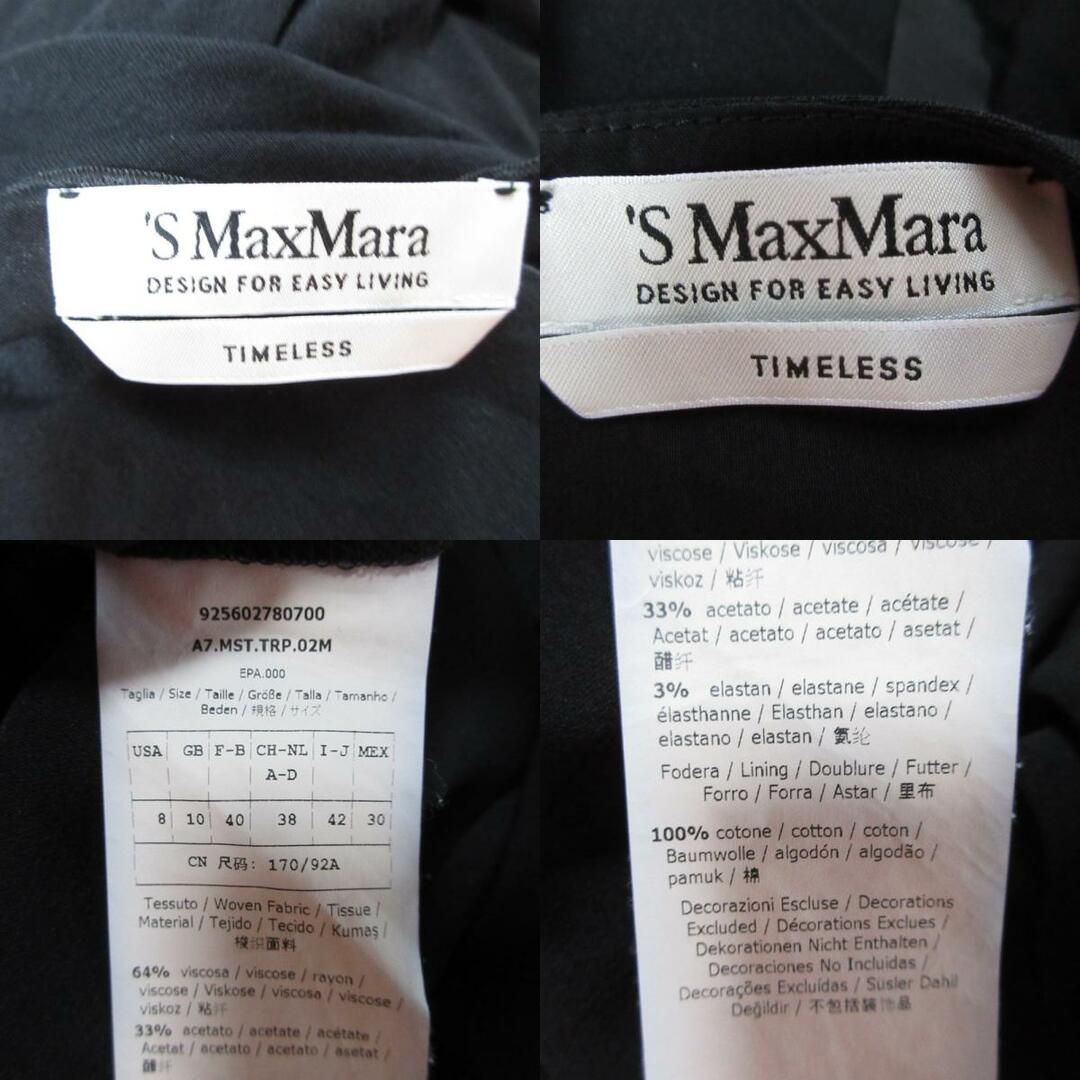 'S MaxMara
DESIGN FOR EASY LIVING
TIMELESS
'S MaxMara
DESIGN FOR EASY LIVING
TIMELESS
925602780700
A7.MST.TRP.02M
EPA.000
Taglia / Size / Taille / Größe / Talla / Tamanho /
Beden / 規格 / サイズ
USA GB F-B CH-NL I-J MEX
A-D
8 10 40 38 42 30
CN 尺码: 170/92A
Tessuto / Woven Fabric / Tissue /
Material / Tejido / Tecido / Kumaş /
梭织面料
64% viscosa / viscose / rayon /
viscose / Viskose / viscosa / viscose /
viskoz / 粘纤
33% acetato / acetate / acétate /
Acetat / acetato / acetato / asetat /
醋纤
viscose / Viskose / viscosa / viscose /
viskoz / 粘纤
33% acetato / acetate / acétate /
Acetat / acetato / acetato / asetat /
醋纤
3% elastan / elastane / spandex /
élasthanne / Elasthan / elastano /
elastano / elastan / 氨纶
Fodera / Lining / Doublure / Futter /
Forro / Forra / Astar / 里布
100% cotone / cotton / coton /
Baumwolle / algodón / algodão /
pamuk / 棉
Decorazioni Escluse / Decorations
Excluded / Décorations Exclues /
Dekorationen Nicht Enthalten /
Decoraciones No Incluidas /
Decorações Excluídas / Süsler Dahil
Değildir / 不包括装饰品